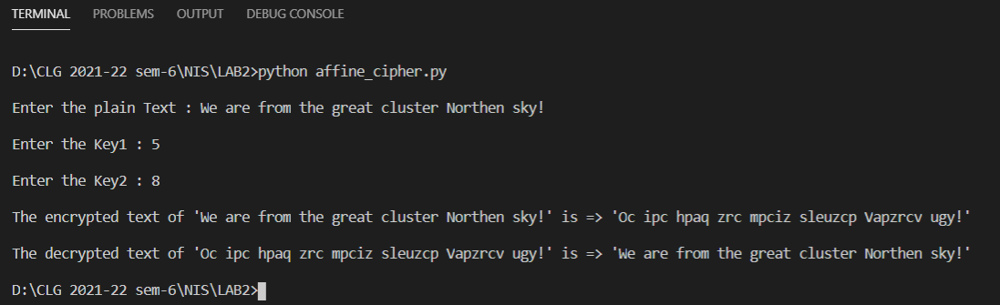 TERMINAL PROBLEMS OUTPUT DEBUG CONSOLE
D:\CLG 2021-22 sem-6\NIS\LAB2>python affine_cipher.py
Enter the plain Text : We are from the great cluster Northen sky!
Enter the Key1 : 5
Enter the Key2 : 8
The encrypted text of 'We are from the great cluster Northen sky!' is => 'Oc ipc hpaq zrc mpciz sleuzcp Vapzrcv ugy!'
The decrypted text of 'Oc ipc hpaq zrc mpciz sleuzcp Vapzrcv ugy!' is => 'We are from the great cluster Northen sky!'
D:\CLG 2021-22 sem-6\NIS\LAB2>